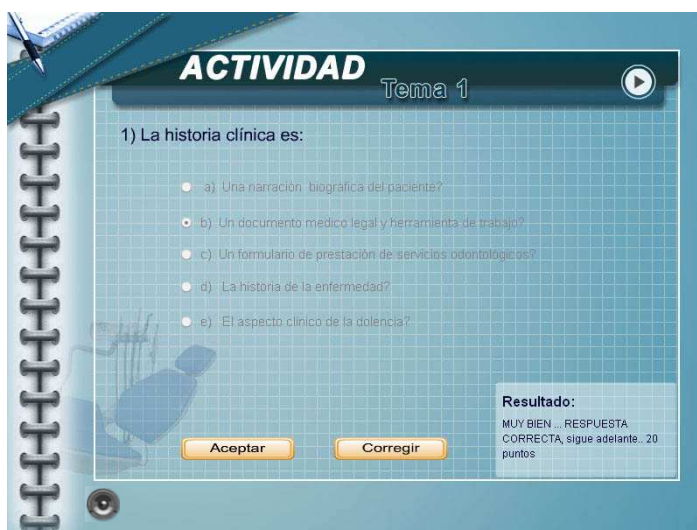 ACTIVIDAD
Tema 1
1) La historia clínica es:
a) Una narración biográfica del paciente?
b) Un documento medico legal y herramienta de trabajo?
c) Un formulario de prestación de servicios odontológicos?
d) La historia de la enfermedad?
e) El aspecto clínico de la dolencia?
Resultado:
MUY BIEN ... RESPUESTA
CORRECTA, sigue adelante.. 20
puntos
Aceptar
Corregir